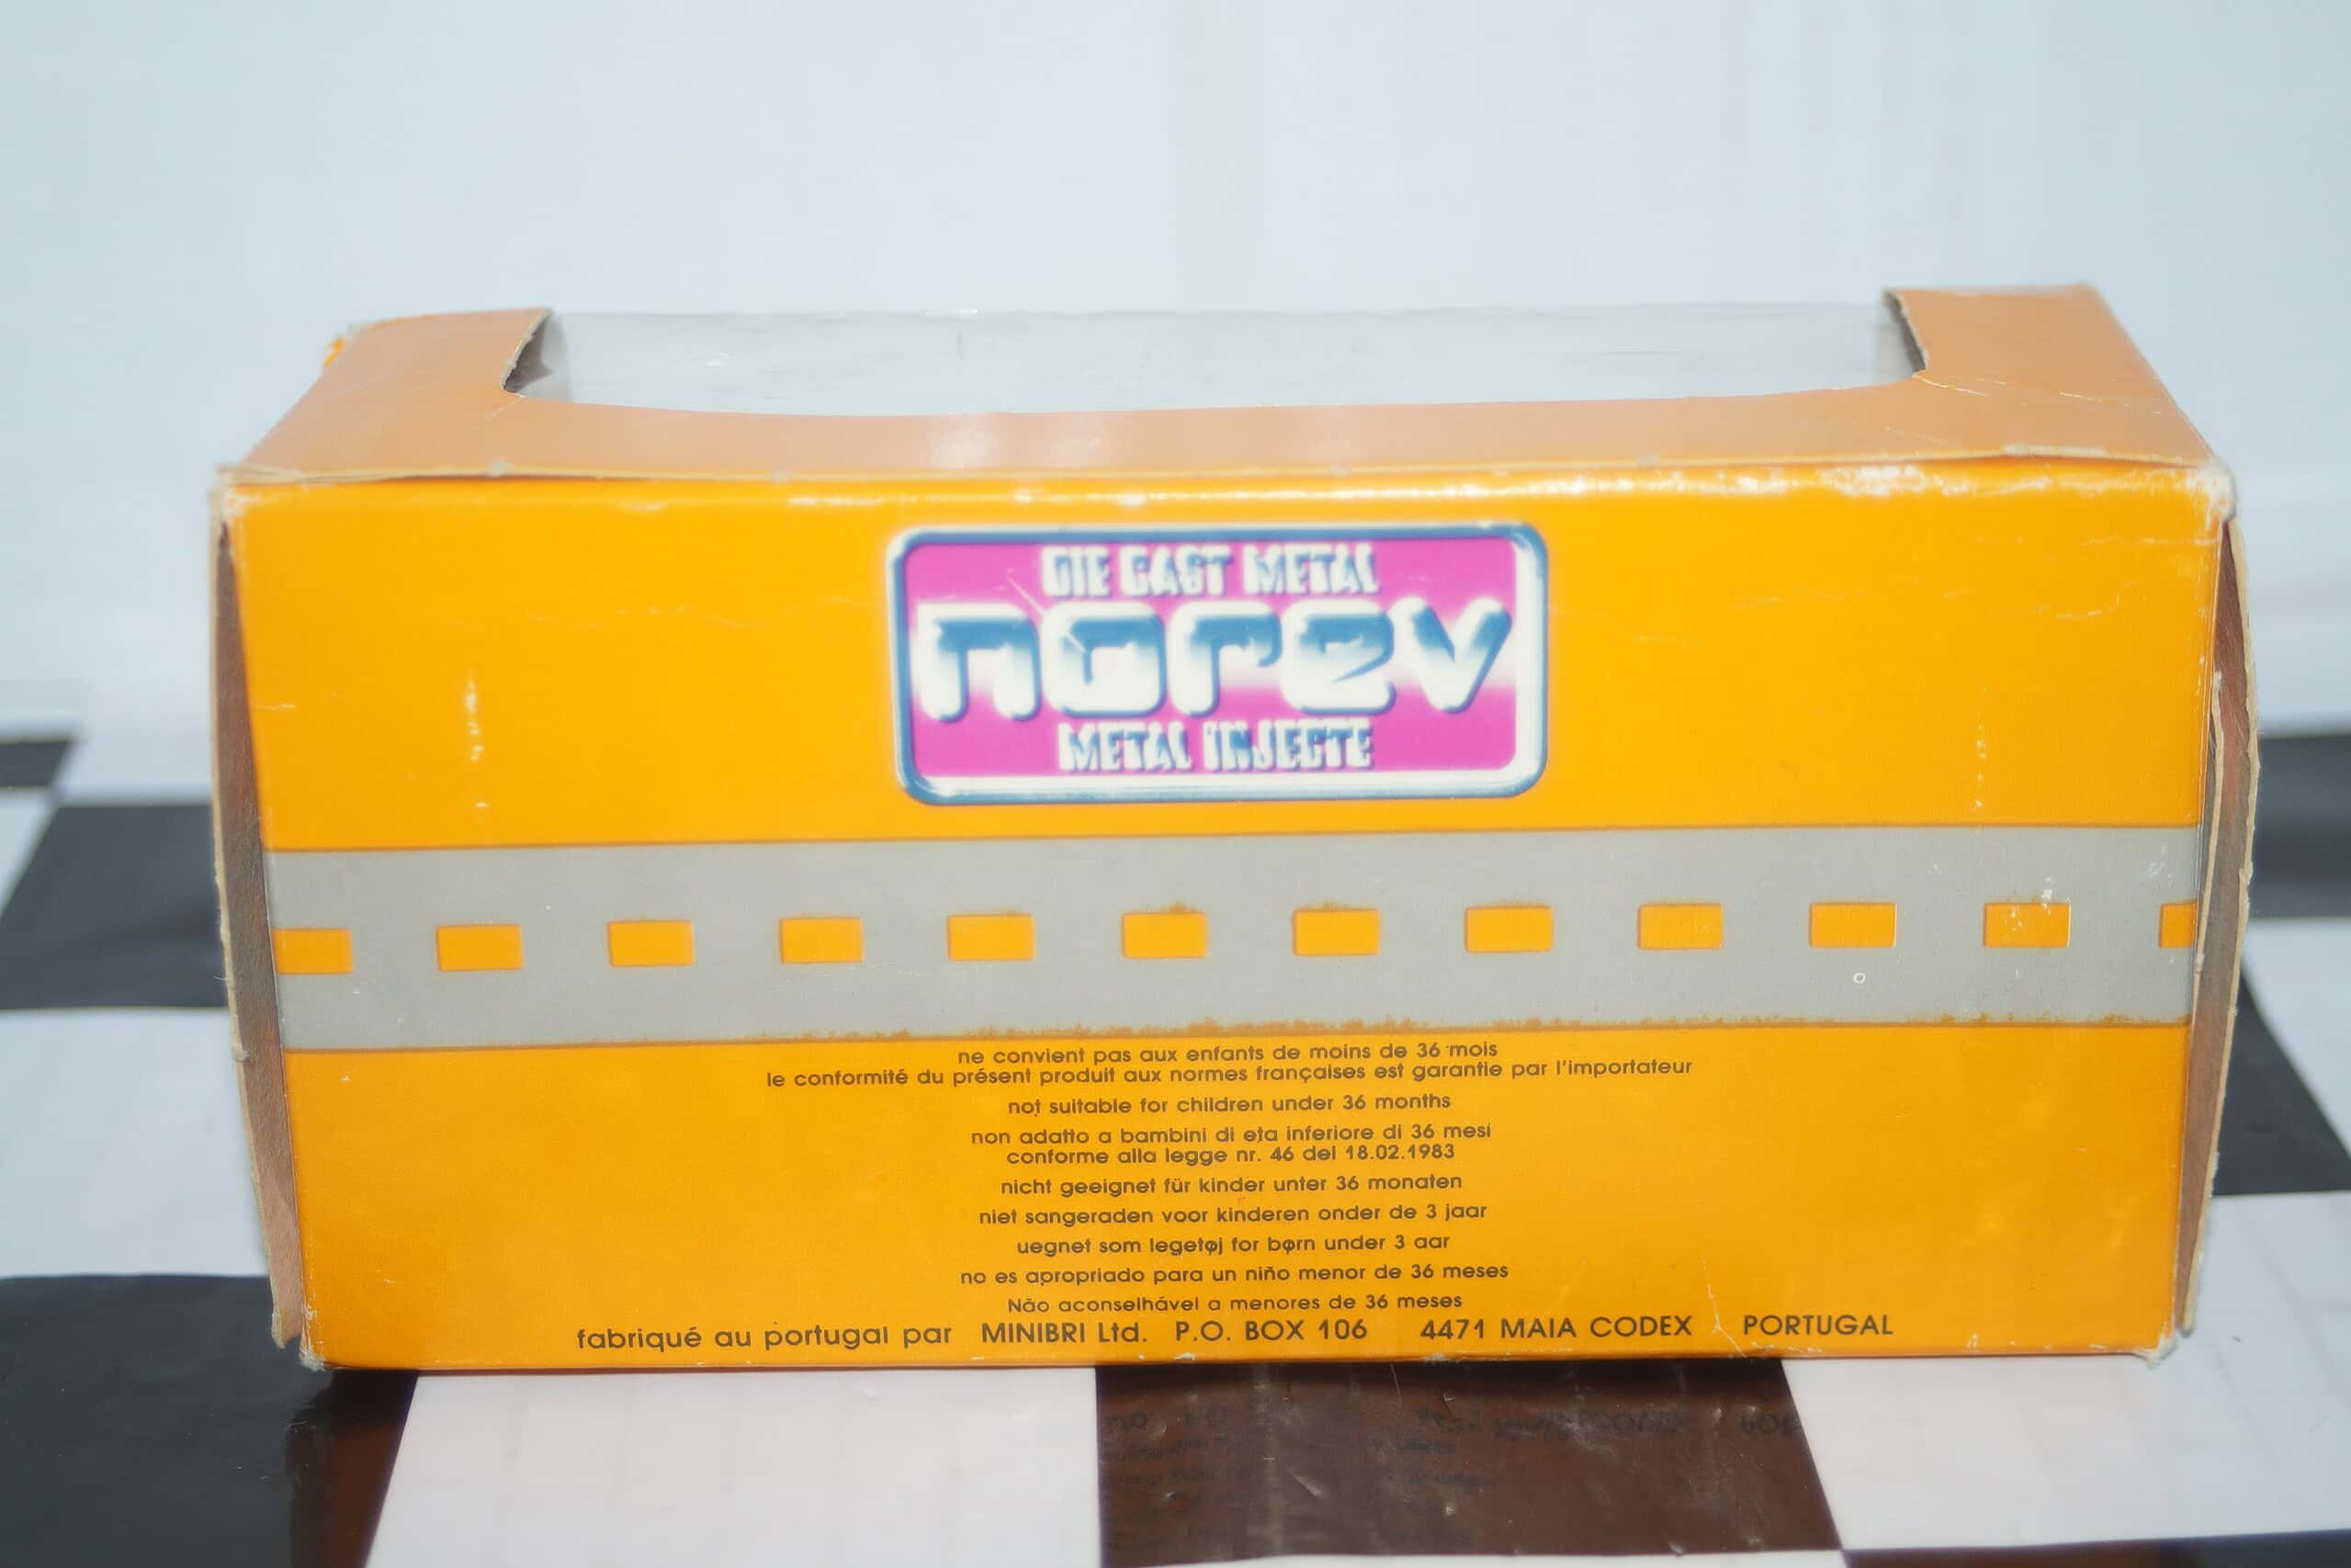 DIE CAST METAL
norev
METAL INJECTE
ne convient pas aux enfants de moins de 36 mois
le conformité du présent produit aux normes françaises est garantie par l'importateur
not suitable for children under 36 months
non adatto a bambini di eta inferiore di 36 mesi
conforme alla legge nr. 46 del 18.02.1983
nicht geeignet für kinder unter 36 monaten
niet sangeraden voor kinderen onder de 3 jaar
uegnet som legetøj for børn under 3 aar
no es apropriado para un niño menor de 36 meses
Não aconselhável a menores de 36 meses
fabriqué au portugal par MINIBRI Ltd. P.O. BOX 106 4471 MAIA CODEX PORTUGAL